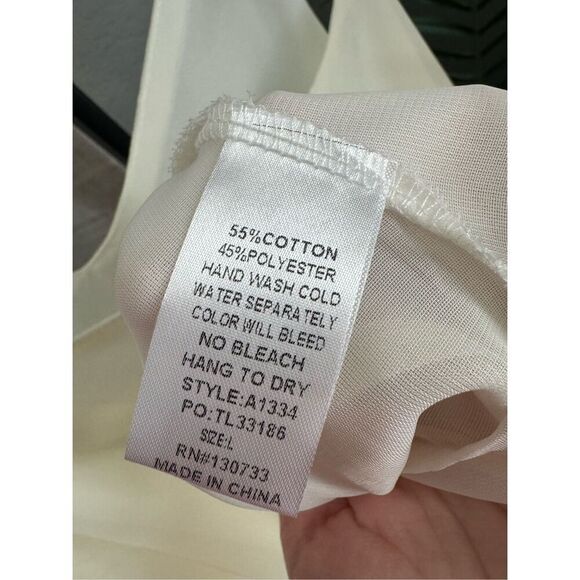 55%COTTON
45%POLYESTER
HAND WASH COLD
WATER SEPARATELY
COLOR WILL BLEED
NO BLEACH
HANG TO DRY
STYLE:A1334
PO:TL33186
SIZE:L
RN#130733
MADE IN CHINA